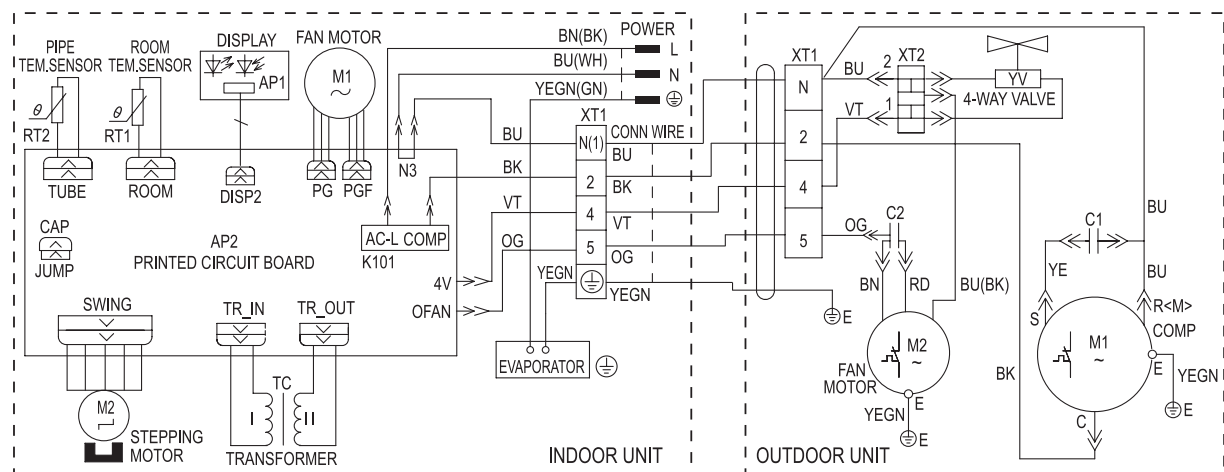 PIPE
TEM.SENSOR
ROOM
TEM.SENSOR
DISPLAY
FAN MOTOR
BN(BK)
POWER
L
BU(WH)
N
YEGN(GN)
AP1
M1
~
θ
RT2
θ
RT1
XT1
CONN WIRE
BU
N(1)
BU
N3
TUBE
ROOM
DISP2
PG
PGF
BK
2
BK
VT
4
VT
CAP
JUMP
AP2
PRINTED CIRCUIT BOARD
AC-L
COMP
K101
OG
5
OG
4V
YEGN
YEGN
OFAN
SWING
TR_IN
TR_OUT
EVAPORATOR
M2
STEPPING
MOTOR
TC
I
II
TRANSFORMER
INDOOR UNIT
XT1
XT2
N
BU
2
YV
4-WAY VALVE
VT
1
2
4
5
OG
C2
BU
C1
BN
RD
BU(BK)
YE
BU
E
S
R<M>
COMP
M2
~
M1
~
FAN
MOTOR
E
E
YEGN
BK
YEGN
E
C
E
OUTDOOR UNIT